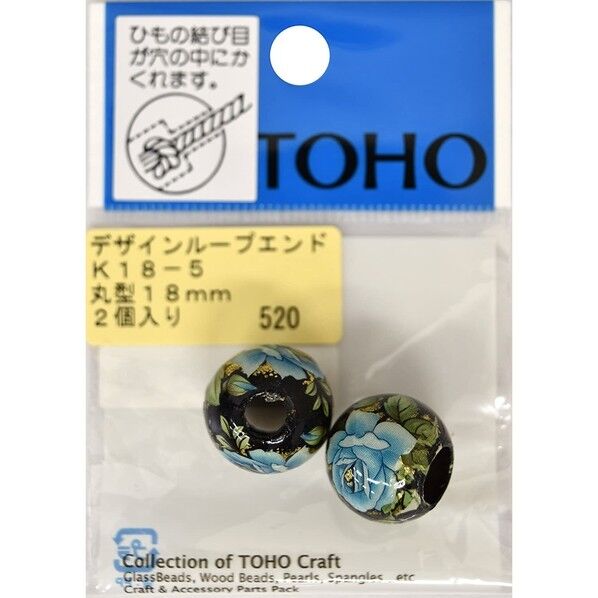 ひもの結び目
が穴の中にか
くれます。
TOHO
デザインループエンド
K18-5
丸型18mm
2個入り 520
Collection of TOHO Craft
GlassBeads, Wood Beads, Pearls, Spangles...etc
Craft & Accessory Parts Pack